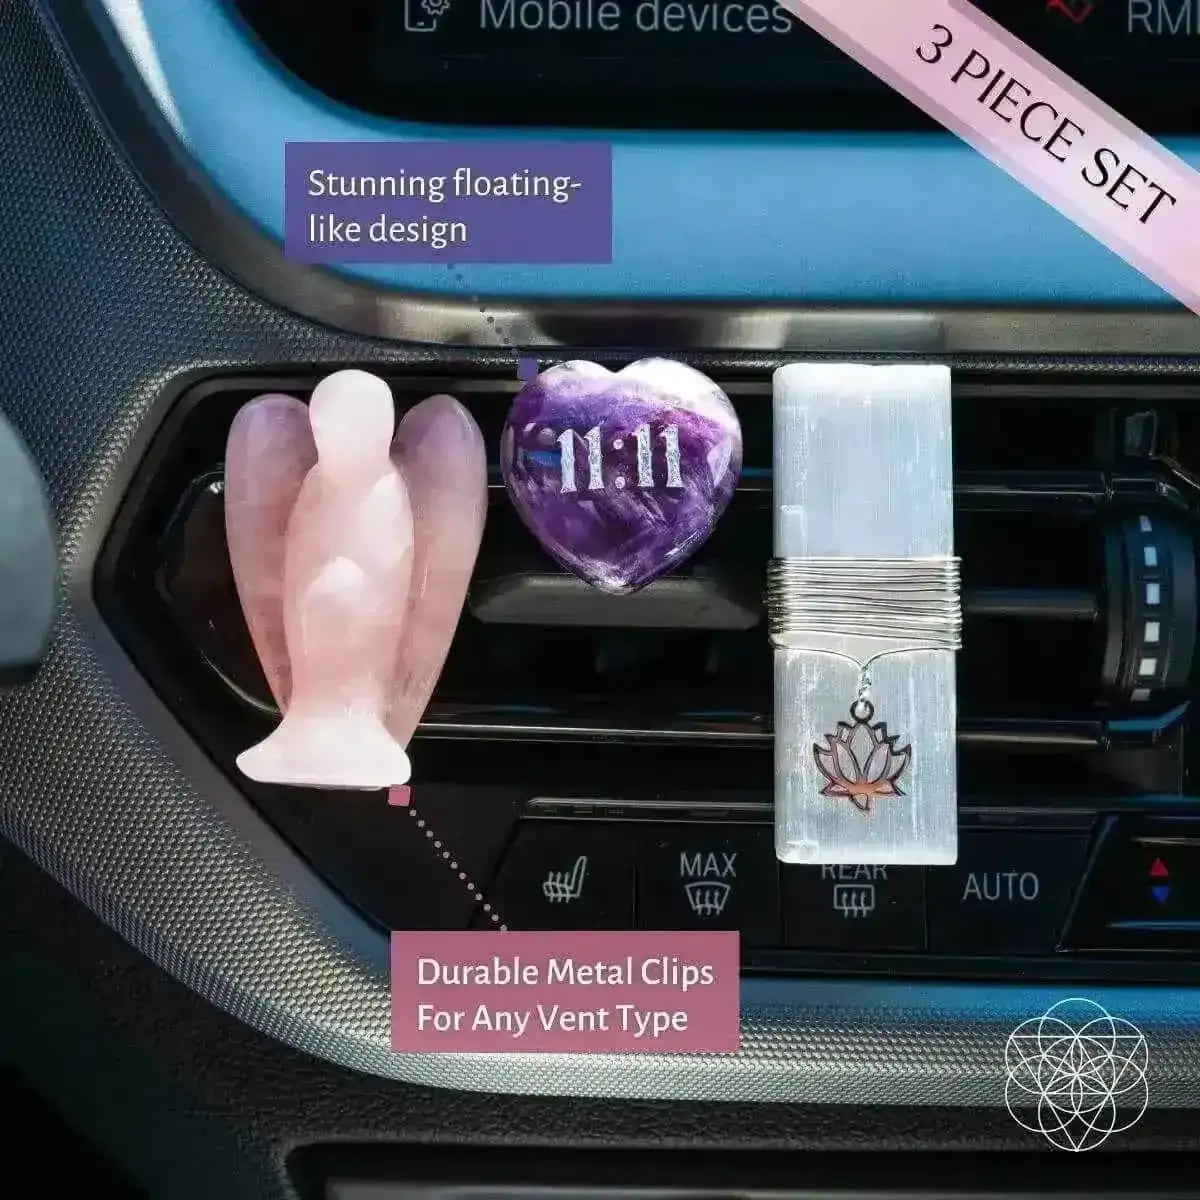 Mobile devices
3 PIECE SET
Stunning floating-
like design
11:11
MAX
REAR
AUTO
Durable Metal Clips
For Any Vent Type